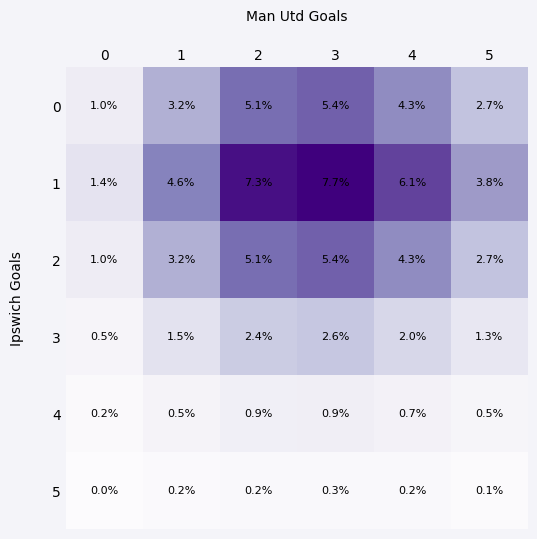 Man Utd Goals
0 1 2 3 4 5
0 1.0% 3.2% 5.1% 5.4% 4.3% 2.7%
1 1.4% 4.6% 7.3% 7.7% 6.1% 3.8%
2 1.0% 3.2% 5.1% 5.4% 4.3% 2.7%
3 0.5% 1.5% 2.4% 2.6% 2.0% 1.3%
4 0.2% 0.5% 0.9% 0.9% 0.7% 0.5%
5 0.0% 0.2% 0.2% 0.3% 0.2% 0.1%
Ipswich Goals